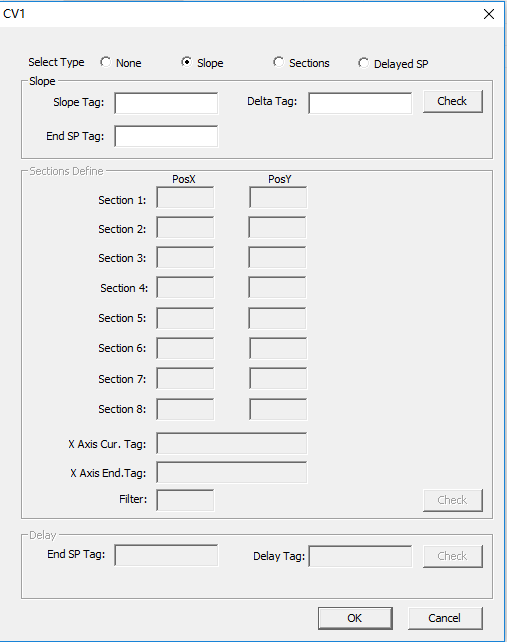 CV1
Select Type None Slope Sections Delayed SP
Slope
Slope Tag: Delta Tag: Check
End SP Tag:
Sections Define
PosX PosY
Section 1:
Section 2:
Section 3:
Section 4:
Section 5:
Section 6:
Section 7:
Section 8:
X Axis Cur. Tag:
X Axis End.Tag:
Filter: Check
Delay
End SP Tag: Delay Tag: Check
OK Cancel